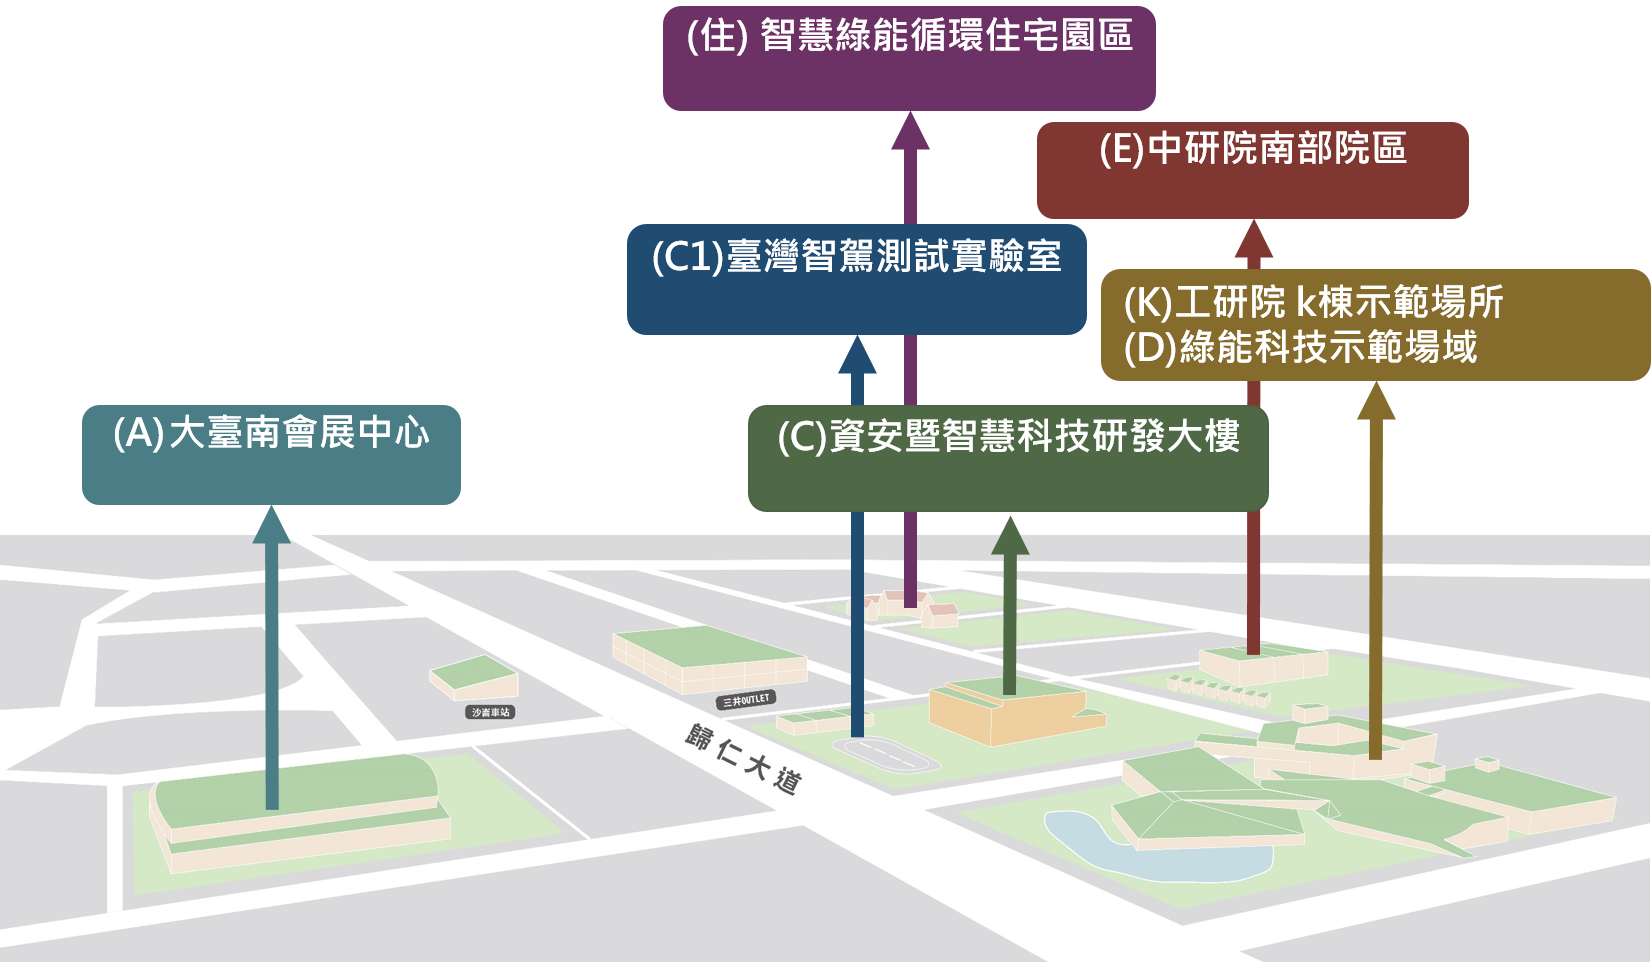 (住) 智慧綠能循環住宅園區
(E)中研院南部院區
(C1)臺灣智駕測試實驗室
(K)工研院 k棟示範場所
(D)綠能科技示範場域
(A)大臺南會展中心
(C)資安暨智慧科技研發大樓
三井OUTLET
沙崙車站
歸仁大道